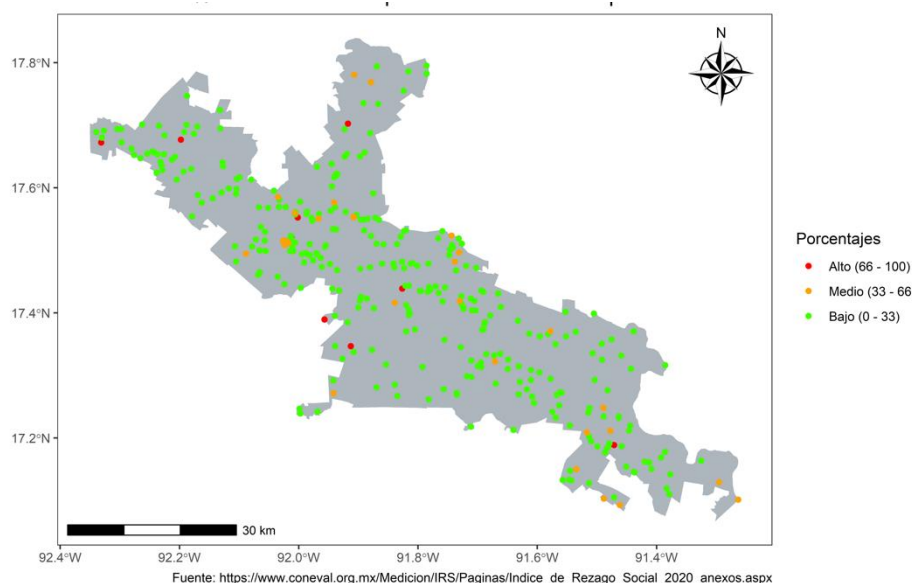 N
17.8°N
17.6°N
17.4°N
17.2°N
30 km
92.4°W 92.2°W 92.0°W 91.8°W 91.6°W 91.4°W
Porcentajes
Alto (66 - 100)
Medio (33 - 66
Bajo (0 - 33)
Fuente: https://www.coneval.org.mx/Medicion/IRS/Paginas/Indice_de_Rezago_Social_2020_anexos.aspx